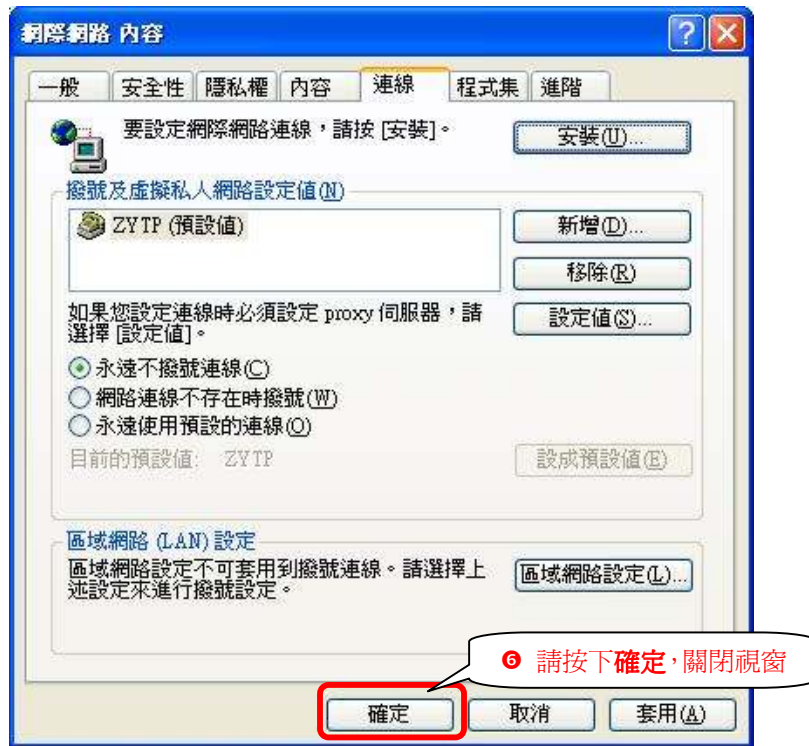 網際網路 內容
一般 安全性 隱私權 內容 連線 程式集 進階
要設定網際網路連線，請按 [安裝]。
安裝(U)...
撥號及虛擬私人網路設定值(N)
ZYTP (預設值)
新增(D)...
移除(R)
如果您設定連線時必須設定 proxy 伺服器，請
選擇 [設定值]。
設定值(S)...
永遠不撥號連線(C)
網路連線不存在時撥號(W)
永遠使用預設的連線(O)
目前的預設值: ZYTP
設成預設值(E)
區域網路 (LAN) 設定
區域網路設定不可套用到撥號連線。請選擇上
述設定來進行撥號設定。
區域網路設定(L)...
❻ 請按下確定，關閉視窗
確定 取消 套用(A)